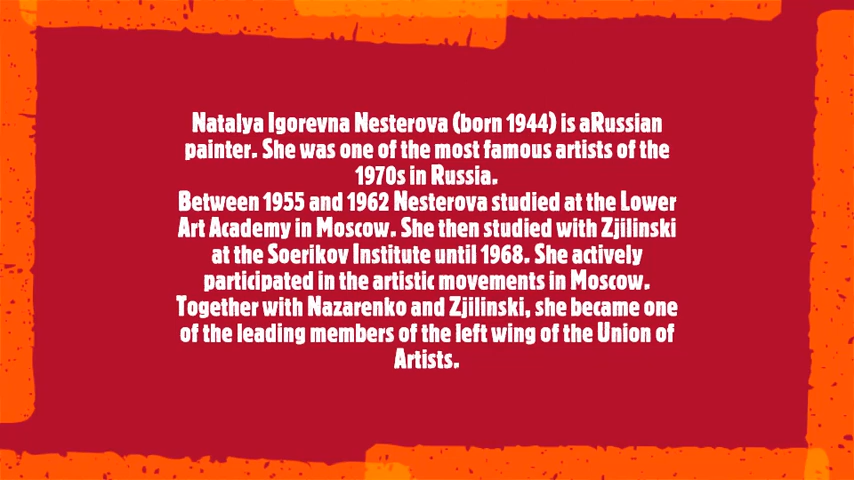 Natalya Igorevna Nesterova (born 1944) is aRussian
painter. She was one of the most famous artists of the
1970s in Russia.
Between 1955 and 1962 Nesterova studied at the Lower
Art Academy in Moscow. She then studied with Zjilinski
at the Soerikov Institute until 1968. She actively
participated in the artistic movements in Moscow.
Together with Nazarenko and Zjilinski, she became one
of the leading members of the left wing of the Union of
Artists.